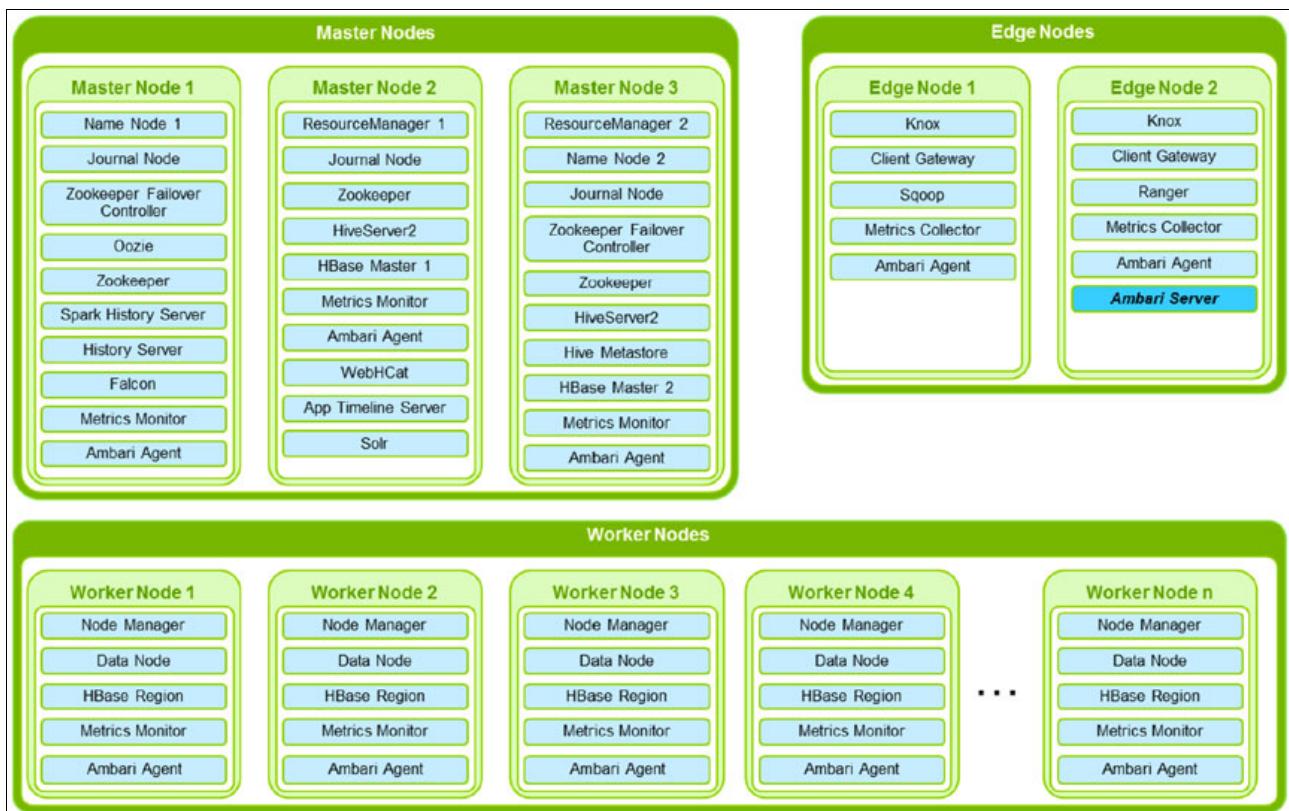 Master Nodes
Master Node 1
Name Node 1
Journal Node
Zookeeper Failover
Controller
Oozie
Zookeeper
Spark History Server
History Server
Falcon
Metrics Monitor
Ambari Agent
Master Node 2
ResourceManager 1
Journal Node
Zookeeper
HiveServer2
HBase Master 1
Metrics Monitor
Ambari Agent
WebHCat
App Timeline Server
Solr
Master Node 3
ResourceManager 2
Name Node 2
Journal Node
Zookeeper Failover
Controller
Zookeeper
HiveServer2
Hive Metastore
HBase Master 2
Metrics Monitor
Ambari Agent
Edge Nodes
Edge Node 1
Knox
Client Gateway
Sqoop
Metrics Collector
Ambari Agent
Edge Node 2
Knox
Client Gateway
Ranger
Metrics Collector
Ambari Agent
Ambari Server
Worker Nodes
Worker Node 1
Node Manager
Data Node
HBase Region
Metrics Monitor
Ambari Agent
Worker Node 2
Node Manager
Data Node
HBase Region
Metrics Monitor
Ambari Agent
Worker Node 3
Node Manager
Data Node
HBase Region
Metrics Monitor
Ambari Agent
Worker Node 4
Node Manager
Data Node
HBase Region
Metrics Monitor
Ambari Agent
...
Worker Node n
Node Manager
Data Node
HBase Region
Metrics Monitor
Ambari Agent